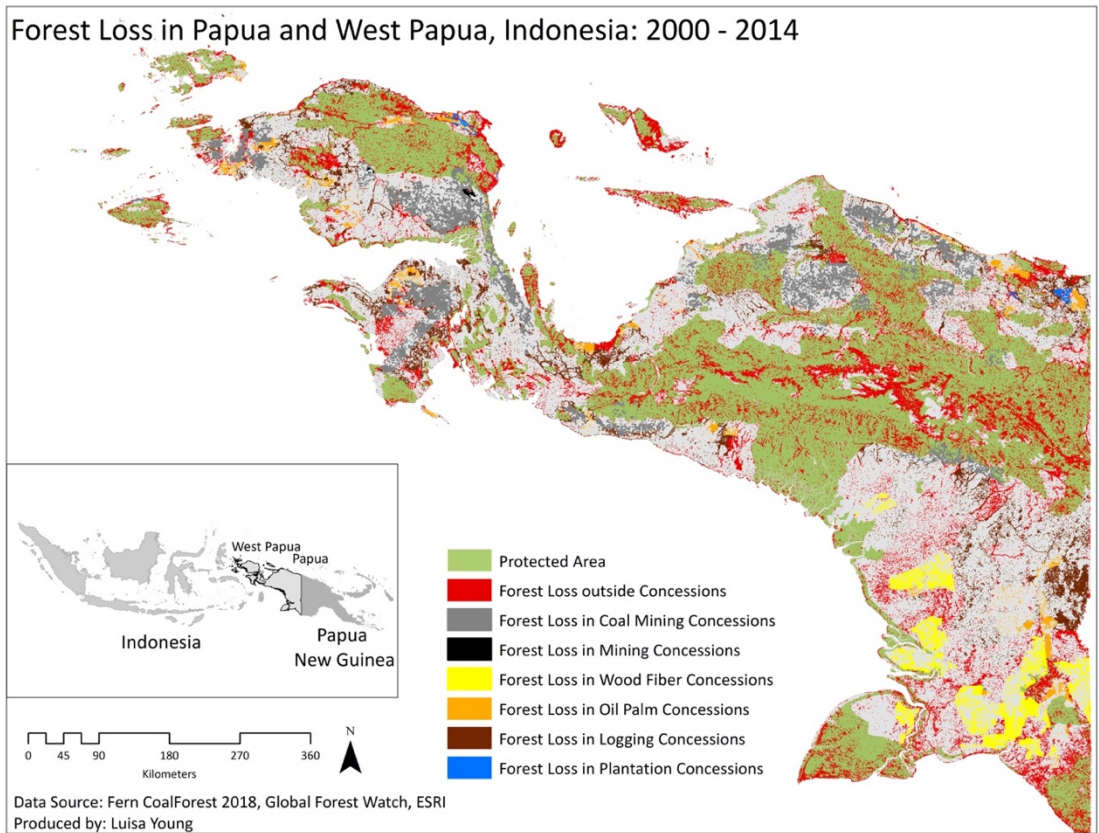 Forest Loss in Papua and West Papua, Indonesia: 2000 - 2014
West Papua
Papua
Indonesia
Papua
New Guinea
Protected Area
Forest Loss outside Concessions
Forest Loss in Coal Mining Concessions
Forest Loss in Mining Concessions
Forest Loss in Wood Fiber Concessions
Forest Loss in Oil Palm Concessions
Forest Loss in Logging Concessions
Forest Loss in Plantation Concessions
0 45 90 180 270 360
Kilometers
N
Data Source: Fern CoalForest 2018, Global Forest Watch, ESRI
Produced by: Luisa Young